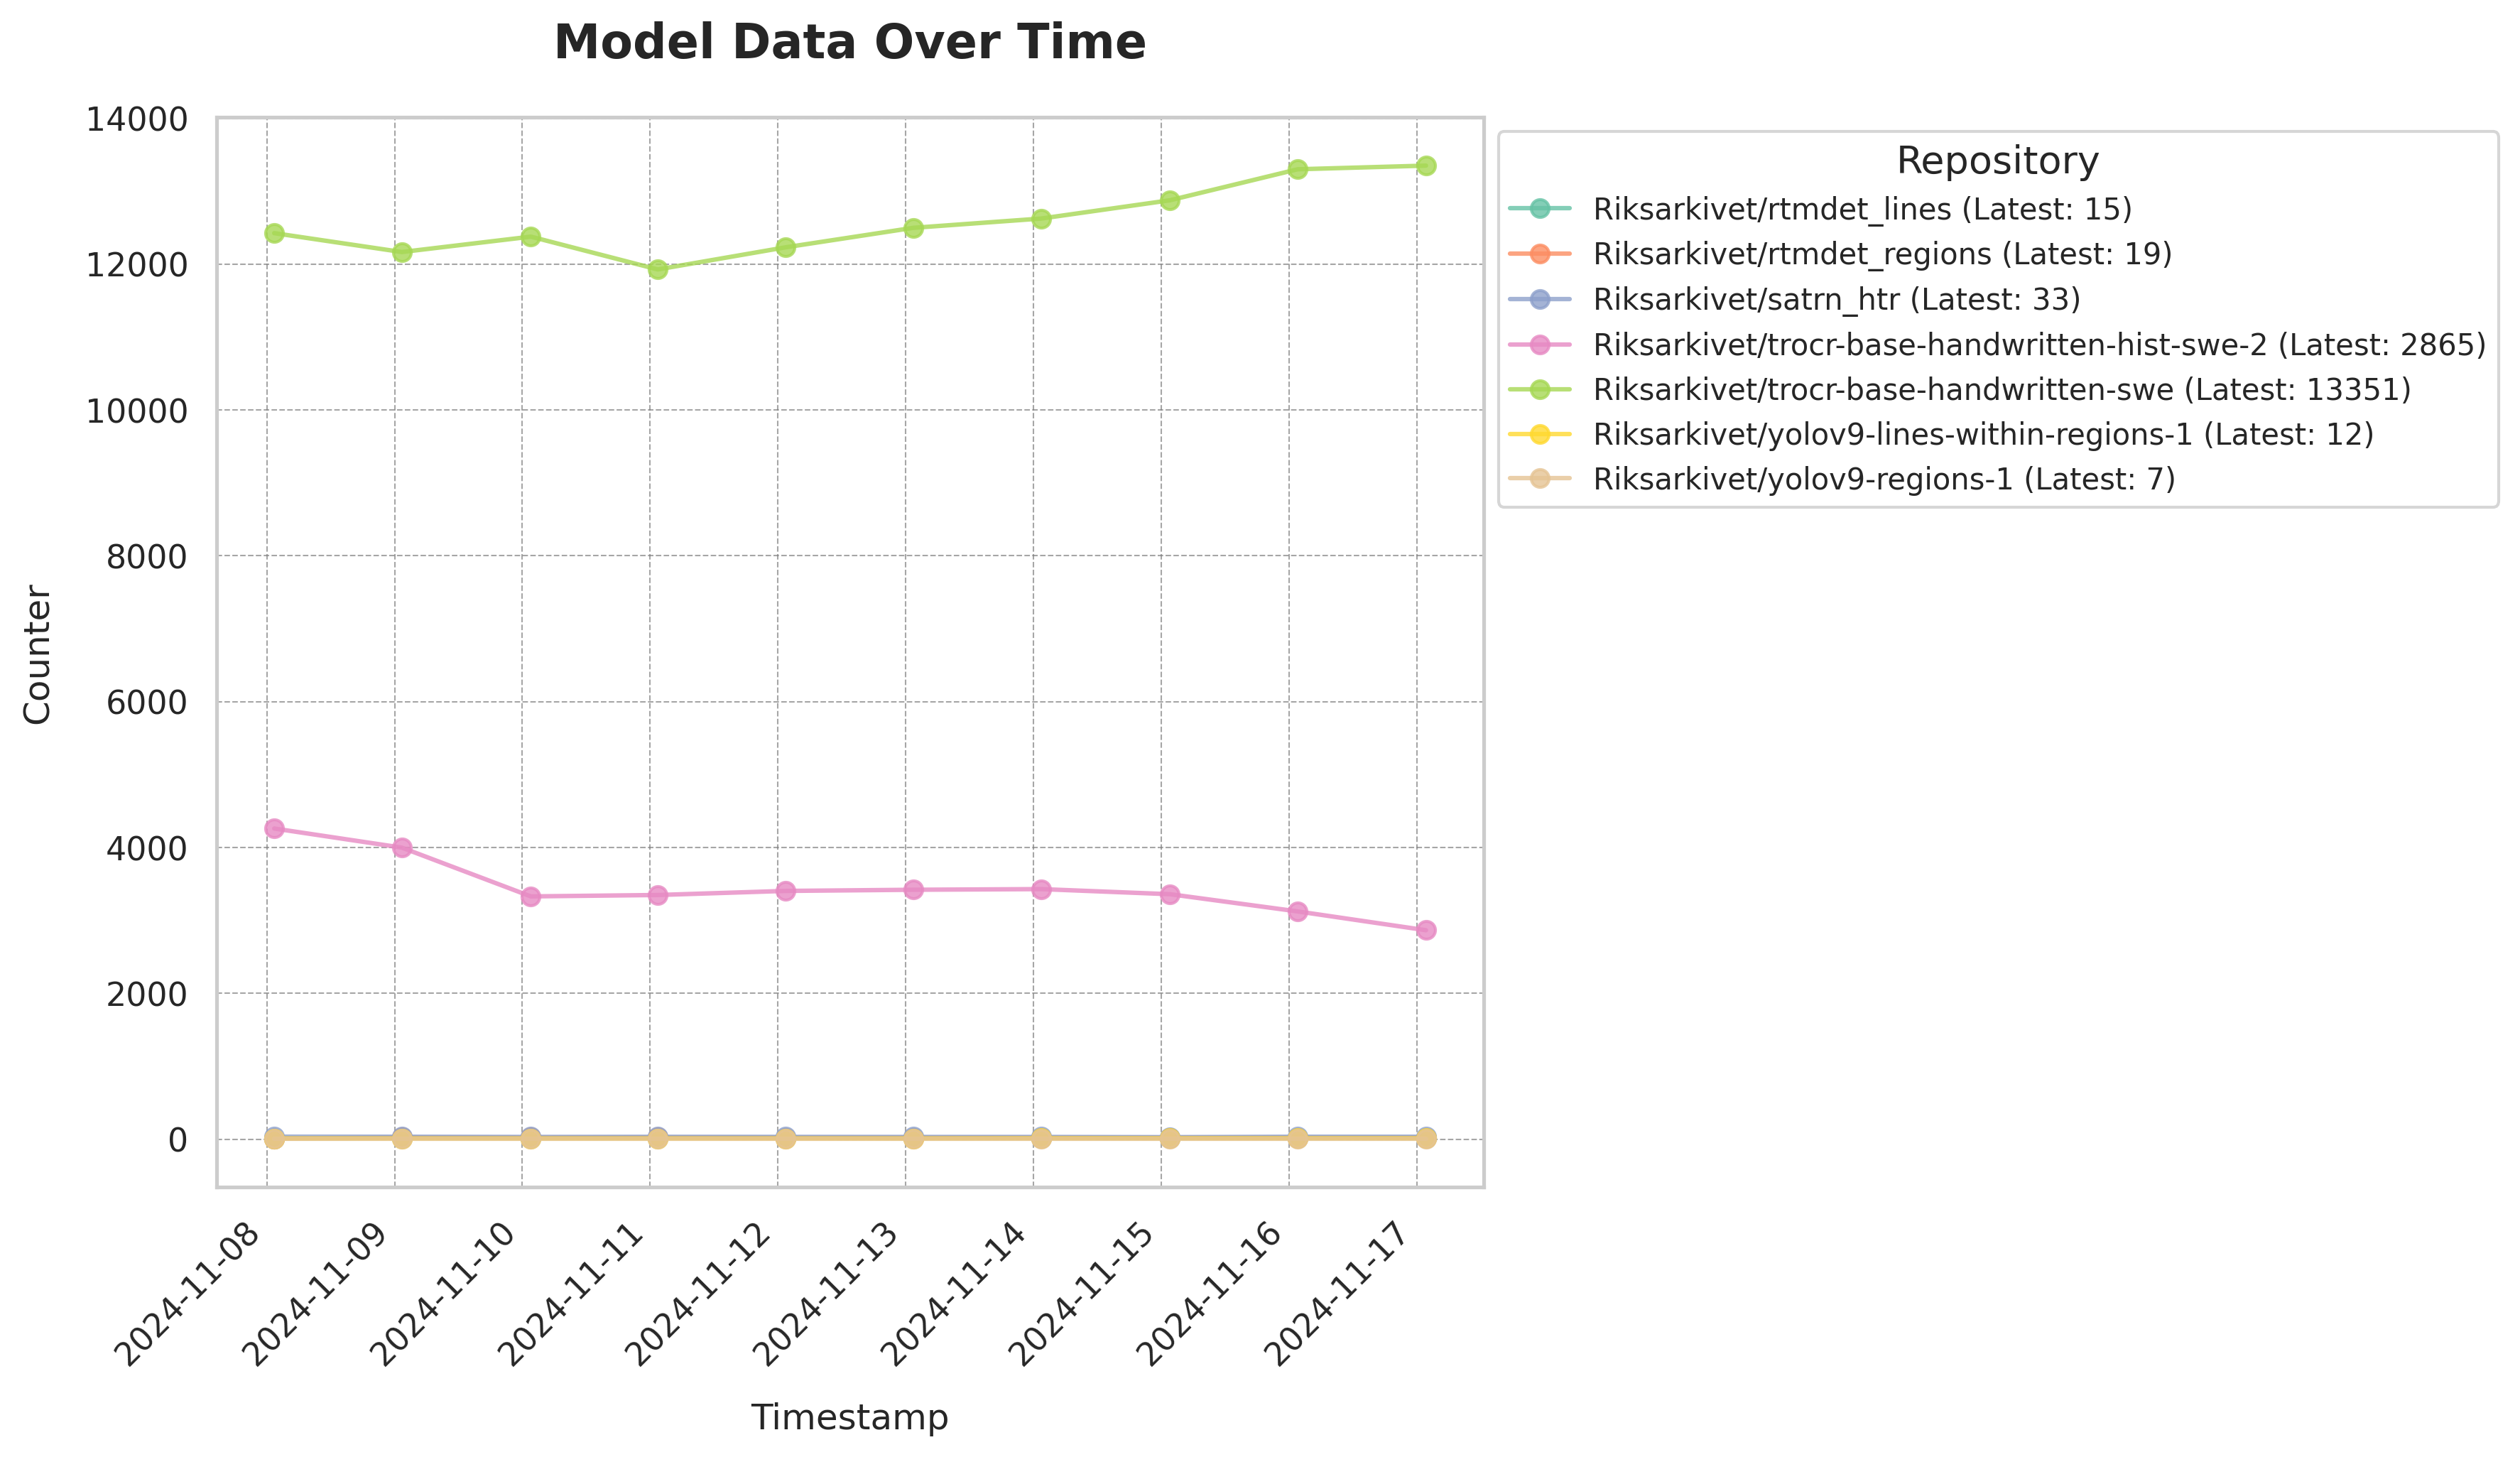 Model Data Over Time
14000
12000
10000
8000
6000
4000
2000
0
Counter
2024-11-08
2024-11-09
2024-11-10
2024-11-11
2024-11-12
2024-11-13
2024-11-14
2024-11-15
2024-11-16
2024-11-17
Timestamp
Repository
Riksarkivet/rtmdet_lines (Latest: 15)
Riksarkivet/rtmdet_regions (Latest: 19)
Riksarkivet/satrn_htr (Latest: 33)
Riksarkivet/trocr-base-handwritten-hist-swe-2 (Latest: 2865)
Riksarkivet/trocr-base-handwritten-swe (Latest: 13351)
Riksarkivet/yolov9-lines-within-regions-1 (Latest: 12)
Riksarkivet/yolov9-regions-1 (Latest: 7)